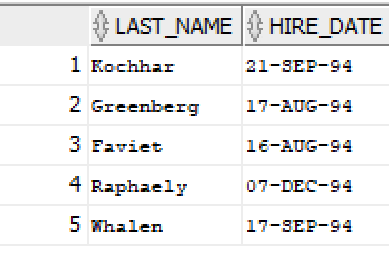 LAST_NAME HIRE_DATE
1 Kochhar 21-SEP-94
2 Greenberg 17-AUG-94
3 Faviet 16-AUG-94
4 Raphaely 07-DEC-94
5 Whalen 17-SEP-94